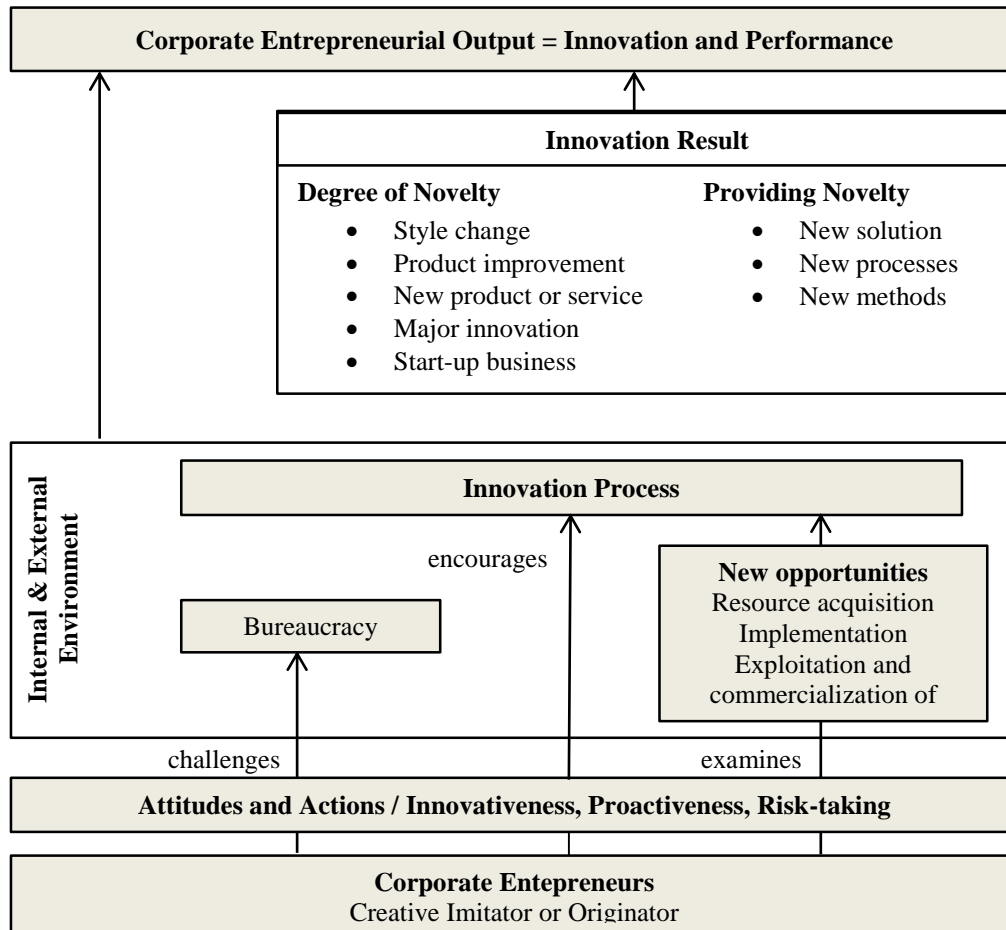 Corporate Entrepreneurial Output = Innovation and Performance
Innovation Result
Degree of Novelty
• Style change
• Product improvement
• New product or service
• Major innovation
• Start-up business
Providing Novelty
• New solution
• New processes
• New methods
Internal & External
Environment
Innovation Process
encourages
New opportunities
Resource acquisition
Implementation
Exploitation and
commercialization of
Bureaucracy
challenges
examines
Attitudes and Actions / Innovativeness, Proactiveness, Risk-taking
Corporate Entepreneurs
Creative Imitator or Originator